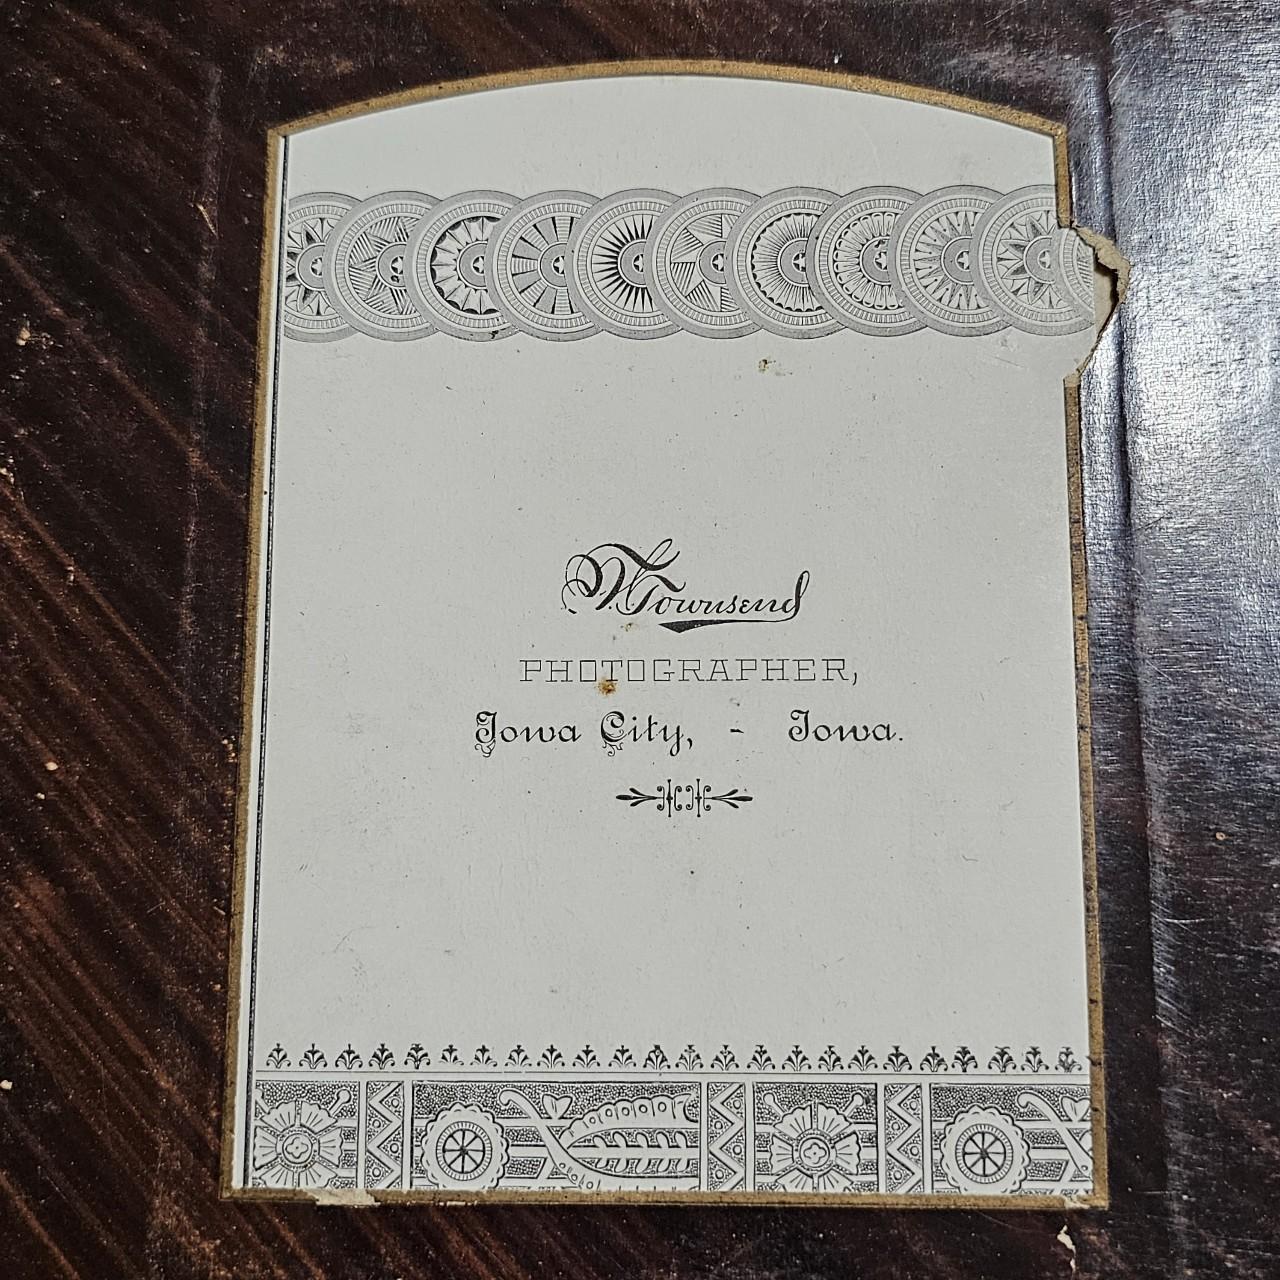 T. W. Townsend
PHOTOGRAPHER,
Iowa City, - Iowa.